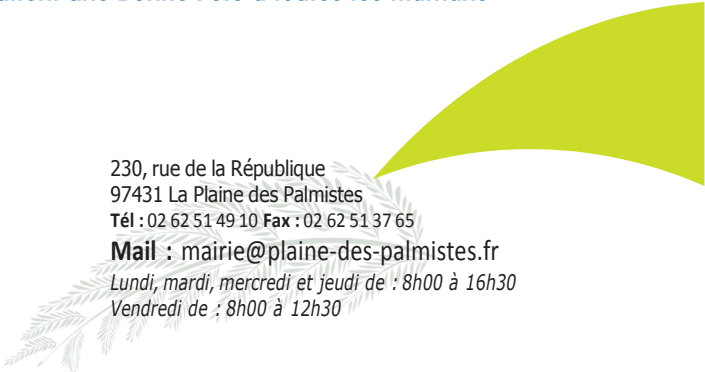 230, rue de la République
97431 La Plaine des Palmistes
Tél : 02 62 51 49 10 Fax : 02 62 51 37 65
Mail : mairie@plaine-des-palmistes.fr
Lundi, mardi, mercredi et jeudi de : 8h00 à 16h30
Vendredi de : 8h00 à 12h30